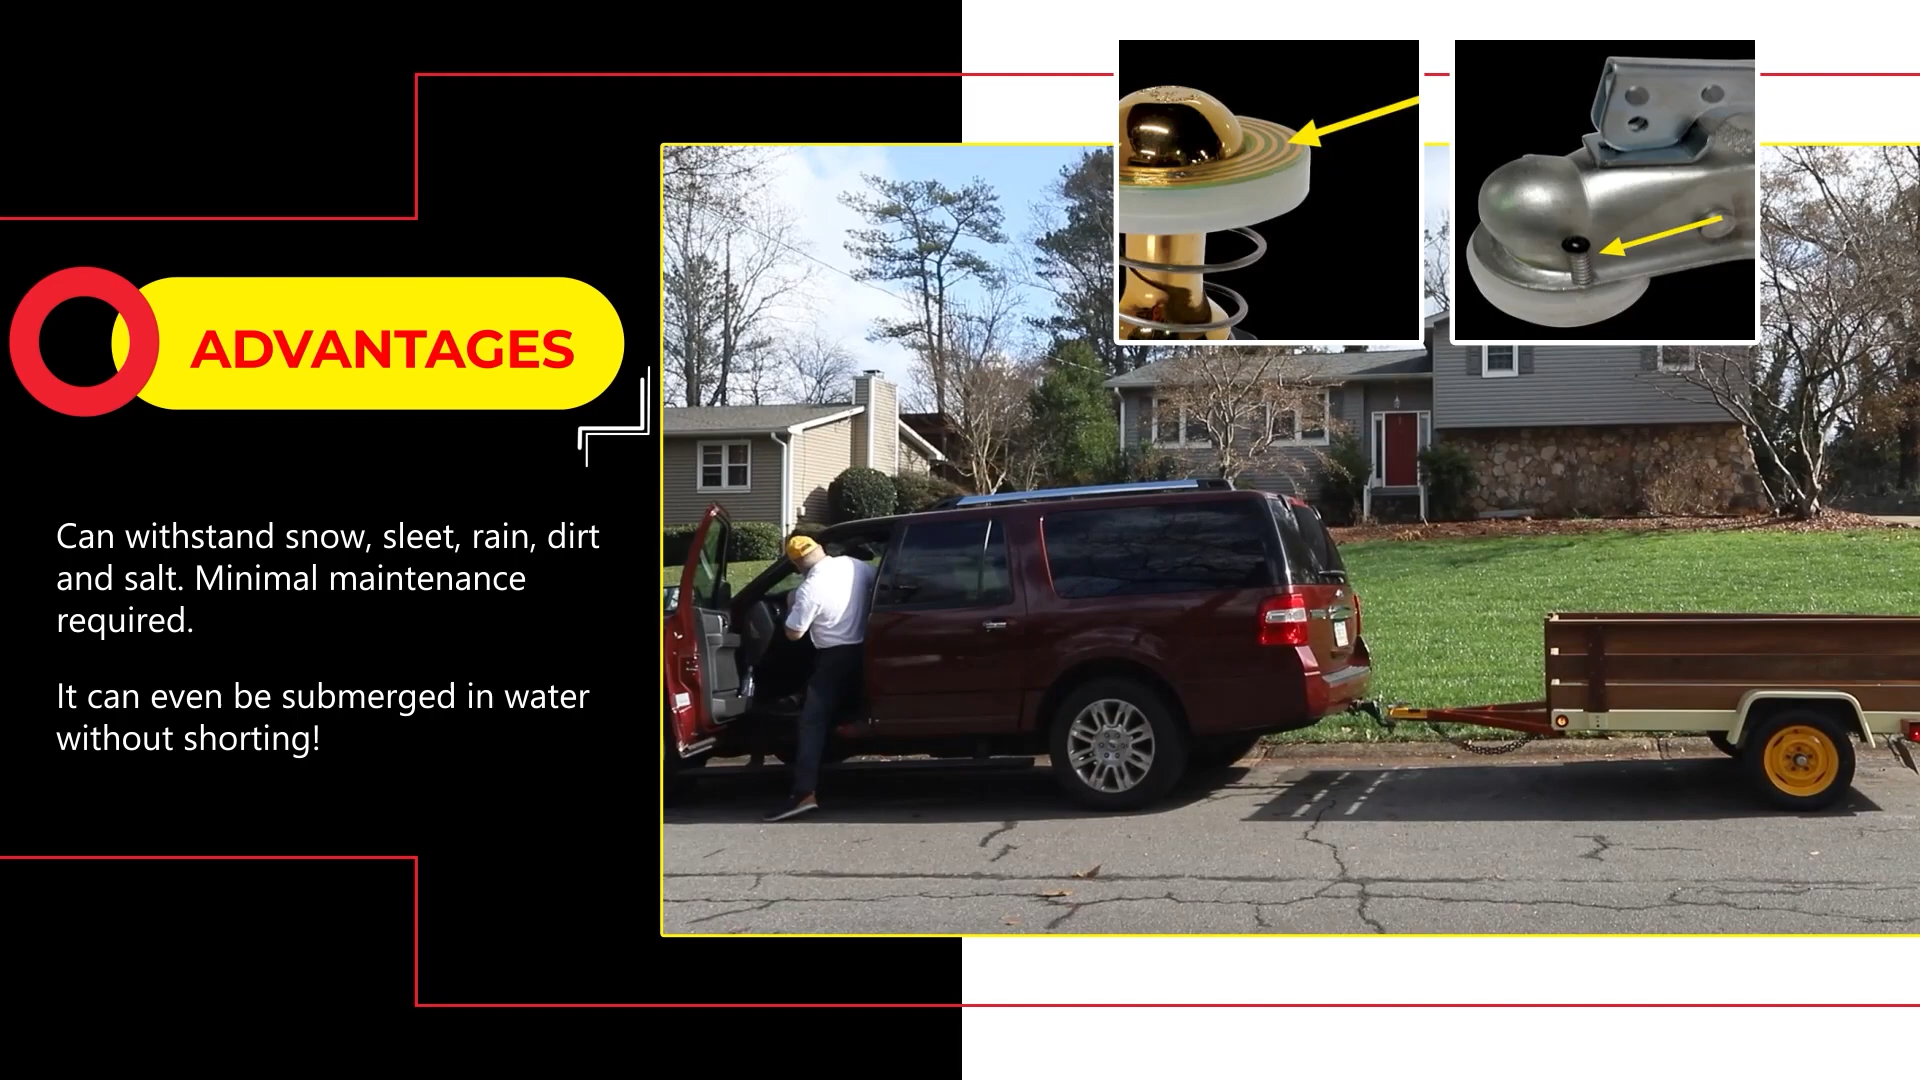 ADVANTAGES
Can withstand snow, sleet, rain, dirt
and salt. Minimal maintenance
required.
It can even be submerged in water
without shorting!